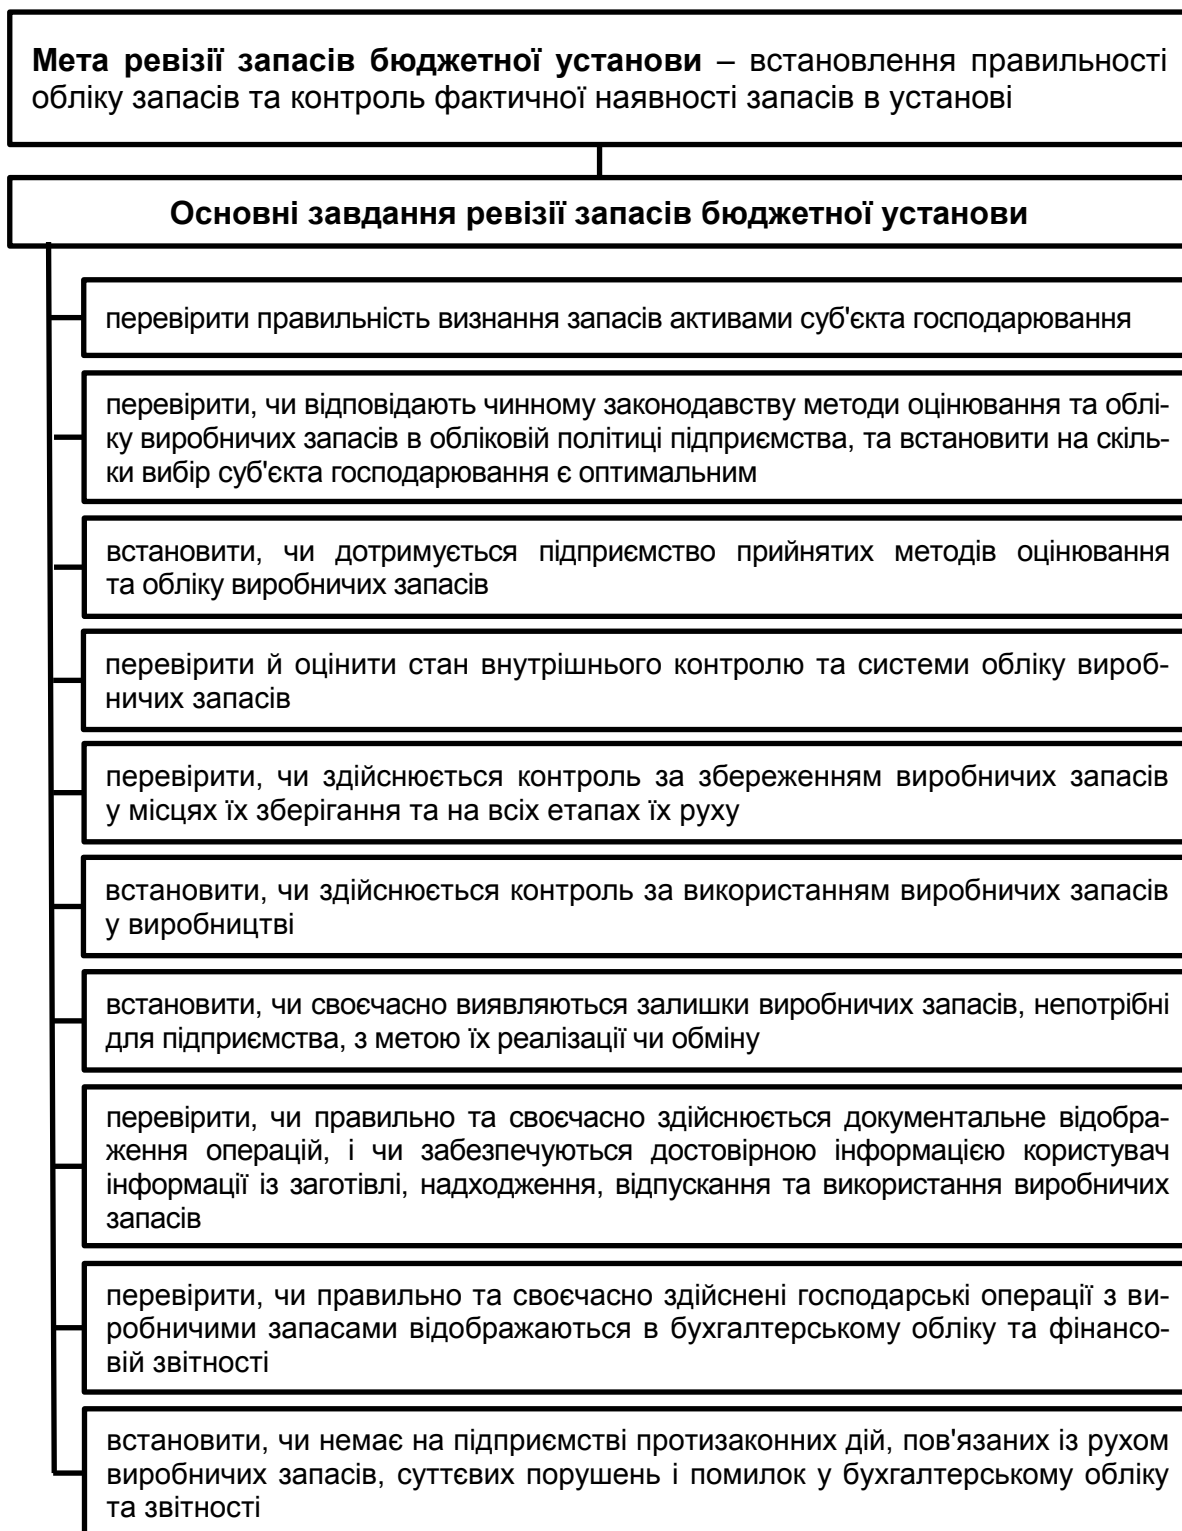 Мета ревізії запасів бюджетної установи – встановлення правильності
обліку запасів та контроль фактичної наявності запасів в установі
Основні завдання ревізії запасів бюджетної установи
перевірити правильність визнання запасів активами суб'єкта господарювання
перевірити, чи відповідають чинному законодавству методи оцінювання та облі-
ку виробничих запасів в обліковій політиці підприємства, та встановити на скіль-
ки вибір суб'єкта господарювання є оптимальним
встановити, чи дотримується підприємство прийнятих методів оцінювання
та обліку виробничих запасів
перевірити й оцінити стан внутрішнього контролю та системи обліку вироб-
ничих запасів
перевірити, чи здійснюється контроль за збереженням виробничих запасів
у місцях їх зберігання та на всіх етапах їх руху
встановити, чи здійснюється контроль за використанням виробничих запасів
у виробництві
встановити, чи своєчасно виявляються залишки виробничих запасів, непотрібні
для підприємства, з метою їх реалізації чи обміну
перевірити, чи правильно та своєчасно здійснюється документальне відобра-
ження операцій, і чи забезпечуються достовірною інформацією користувач
інформації із заготівлі, надходження, відпускання та використання виробничих
запасів
перевірити, чи правильно та своєчасно здійснені господарські операції з ви-
робничими запасами відображаються в бухгалтерському обліку та фінансо-
вій звітності
встановити, чи немає на підприємстві протизаконних дій, пов'язаних із рухом
виробничих запасів, суттєвих порушень і помилок у бухгалтерському обліку
та звітності